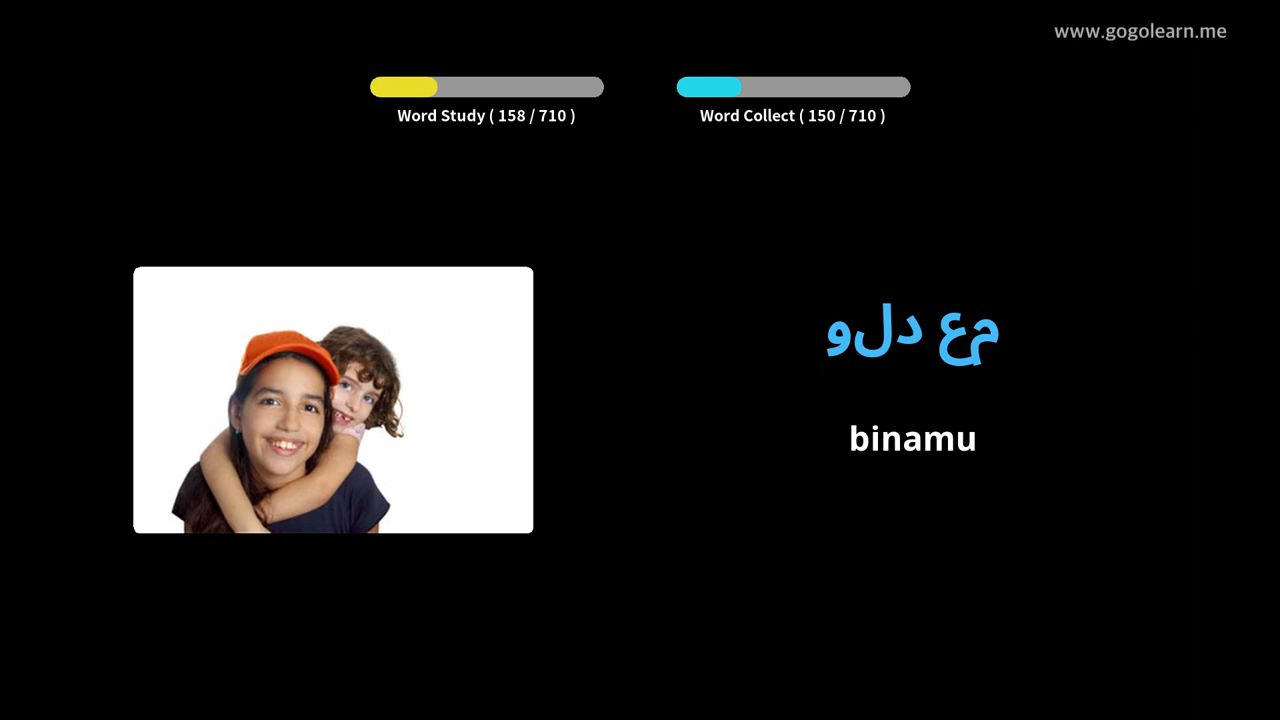 www.gogolearn.me
Word Study ( 158 / 710 )
Word Collect ( 150 / 710 )
ولد عم
binamu